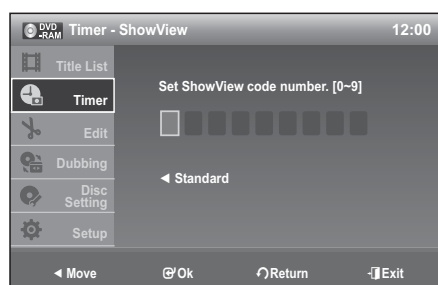 DVD
-RAM Timer - ShowView 12:00
Title List
Timer
Edit
Dubbing
Disc
Setting
Setup
Set ShowView code number. [0~9]
◄ Standard
◄ Move Ok Return Exit